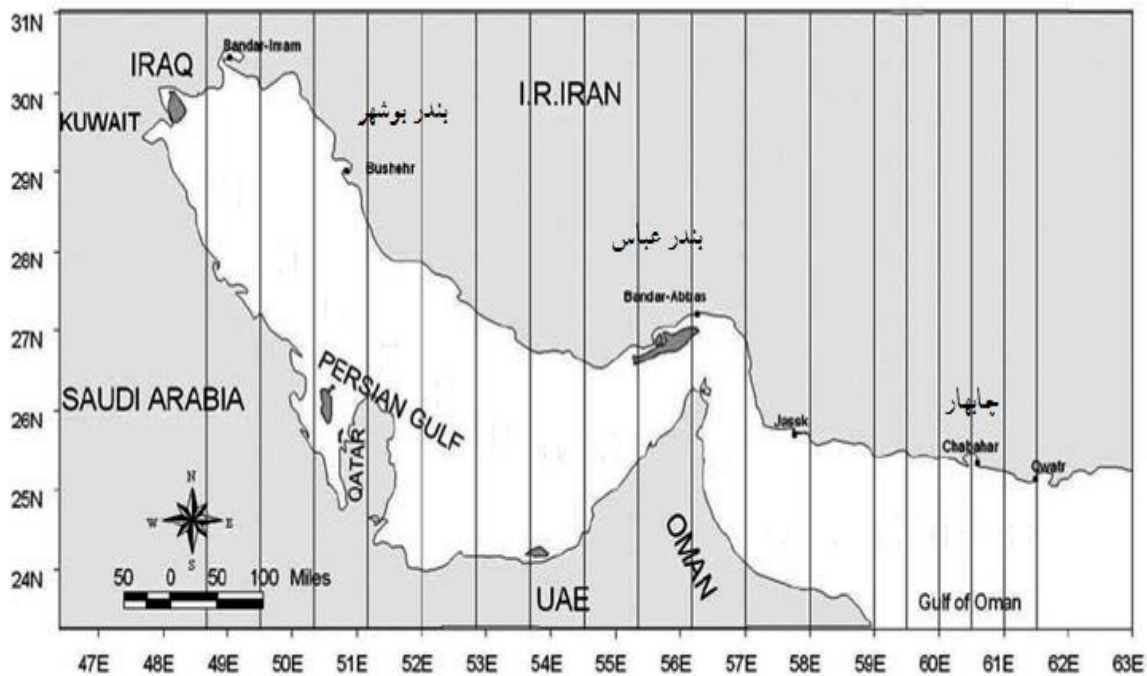 31N
Bandar-Imam
IRAQ
I.R.IRAN
30N
KUWAIT
بندر بوشهر
Bushehr
29N
28N
بندر عباس
Bandar-Abbas
27N
PERSIAN GULF
SAUDI ARABIA
26N
چابهار
Jassk
Chabahar
QATAR
Gwatr
25N
N
W E
S
OMAN
24N
50 0 50 100 Miles
UAE
Gulf of Oman
47E 48E 49E 50E 51E 52E 53E 54E 55E 56E 57E 58E 59E 60E 61E 62E 63E